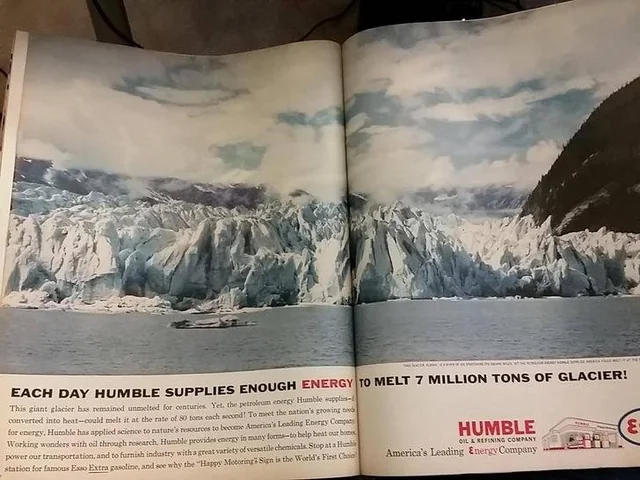 THIS GLACIER, ALASKA
EACH DAY HUMBLE SUPPLIES ENOUGH ENERGY TO MELT 7 MILLION TONS OF GLACIER!
This giant glacier has remained unmelted for centuries. Yet, the petroleum energy Humble supplies—if
converted into heat—could melt it at the rate of 80 tons each second! To meet the nation's growing needs
for energy, Humble has applied science to nature's resources to become America's Leading Energy Company.
Working wonders with oil through research, Humble provides energy in many forms—to help heat our homes,
power our transportation, and to furnish industry with a great variety of versatile chemicals. Stop at a Humble
station for famous Esso Extra gasoline, and see why the "Happy Motoring" Sign is the World's First Choice
HUMBLE
OIL & REFINING COMPANY
America's Leading Energy Company